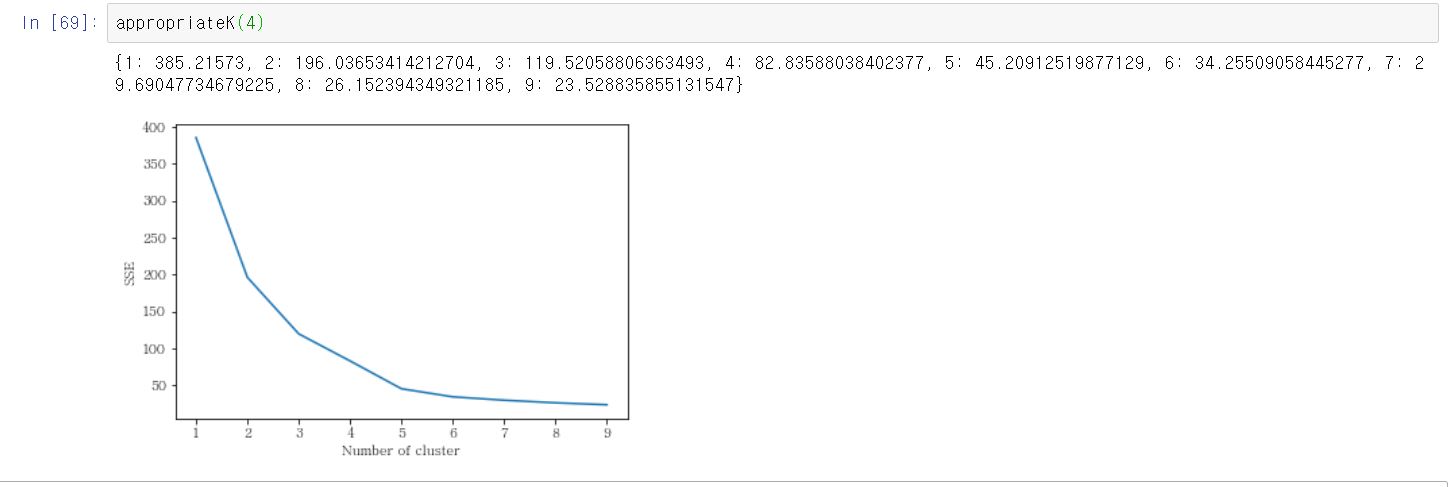 In [69]: appropriateK(4)
{1: 385.21573, 2: 196.03653414212704, 3: 119.52058806363493, 4: 82.83588038402377, 5: 45.20912519877129, 6: 34.25509058445277, 7: 2
9.69047734679225, 8: 26.152394349321185, 9: 23.528835855131547}
400
350
300
250
200
150
100
50
SSE
1 2 3 4 5 6 7 8 9
Number of cluster